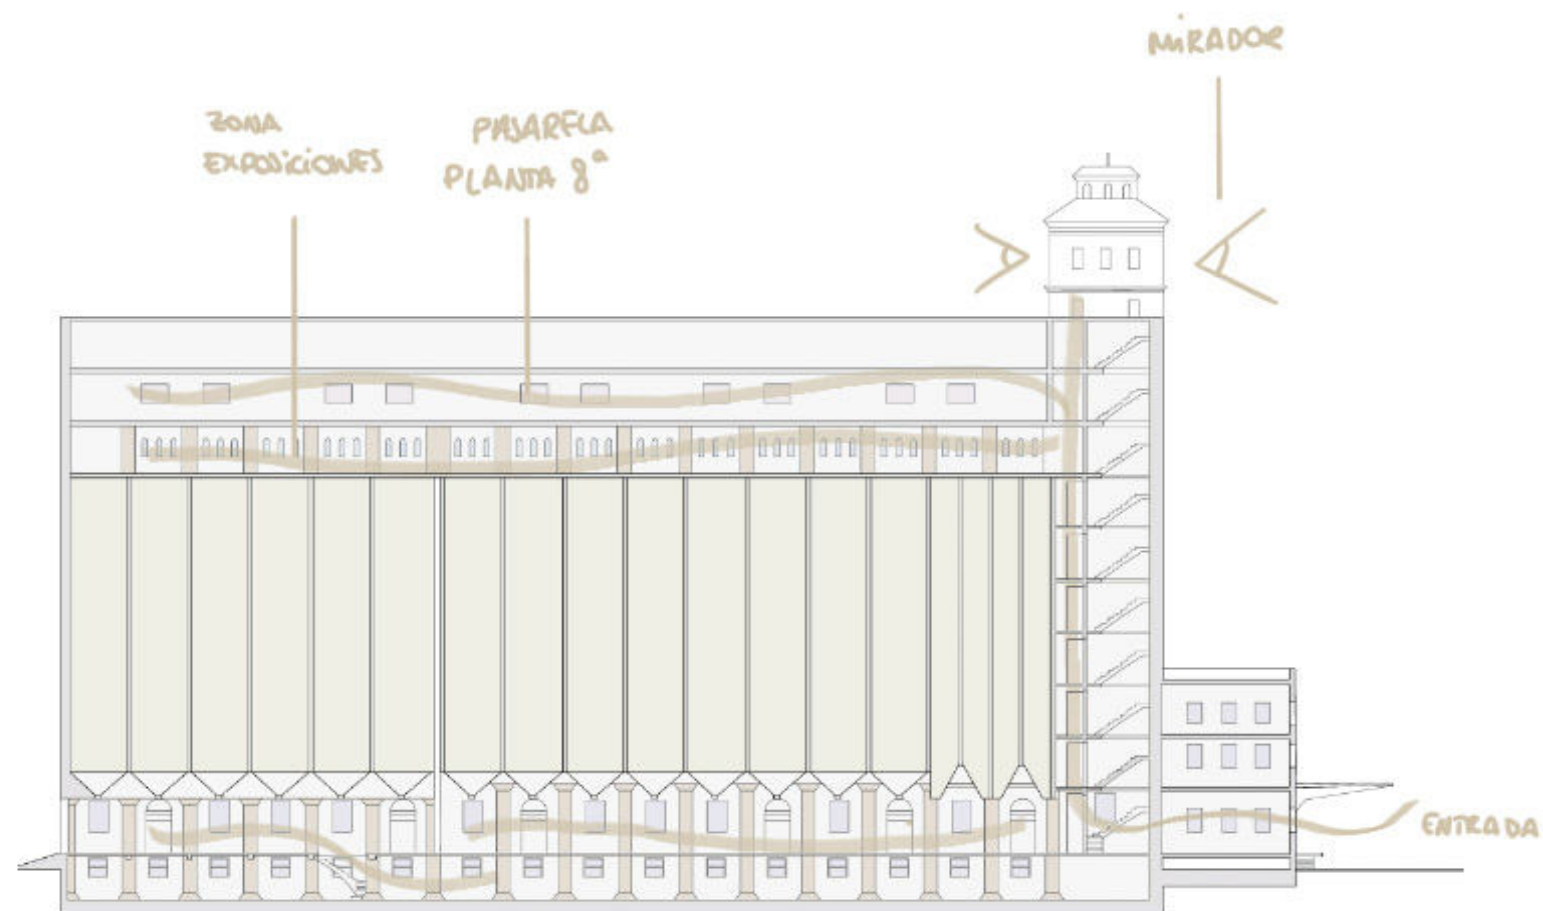 MiRADOR
ZONA
EXPOSiCiONES
PASARELA
PLANTA 8ª
ENTRADA